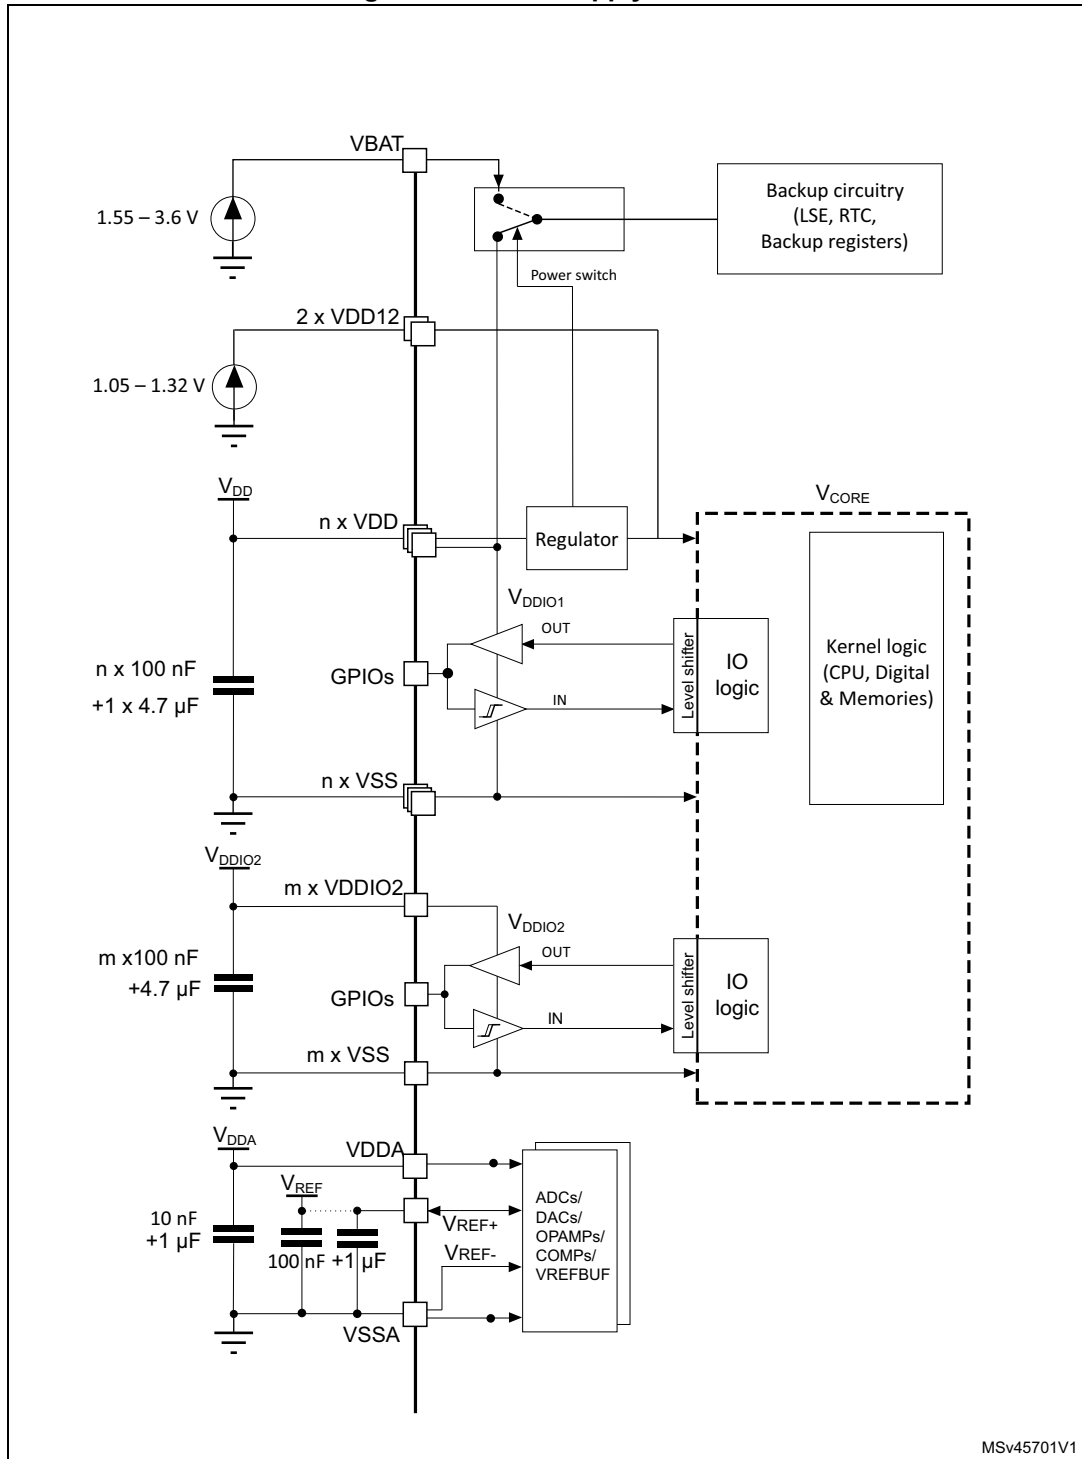 VBAT
1.55 – 3.6 V
Backup circuitry
(LSE, RTC,
Backup registers)
Power switch
2 x VDD12
1.05 – 1.32 V
VDD
n x VDD
Regulator
VCORE
VDDIO1
OUT
GPIOs
IN
Level shifter
IO
logic
Kernel logic
(CPU, Digital
& Memories)
n x 100 nF
+1 x 4.7 µF
n x VSS
VDDIO2
m x VDDIO2
VDDIO2
OUT
m x100 nF
+4.7 µF
GPIOs
IN
Level shifter
IO
logic
m x VSS
VDDA
VDDA
VREF
10 nF
+1 µF
100 nF
+1 µF
VREF+
VREF-
ADCs/
DACs/
OPAMPs/
COMPs/
VREFBUF
VSSA
MSv45701V1